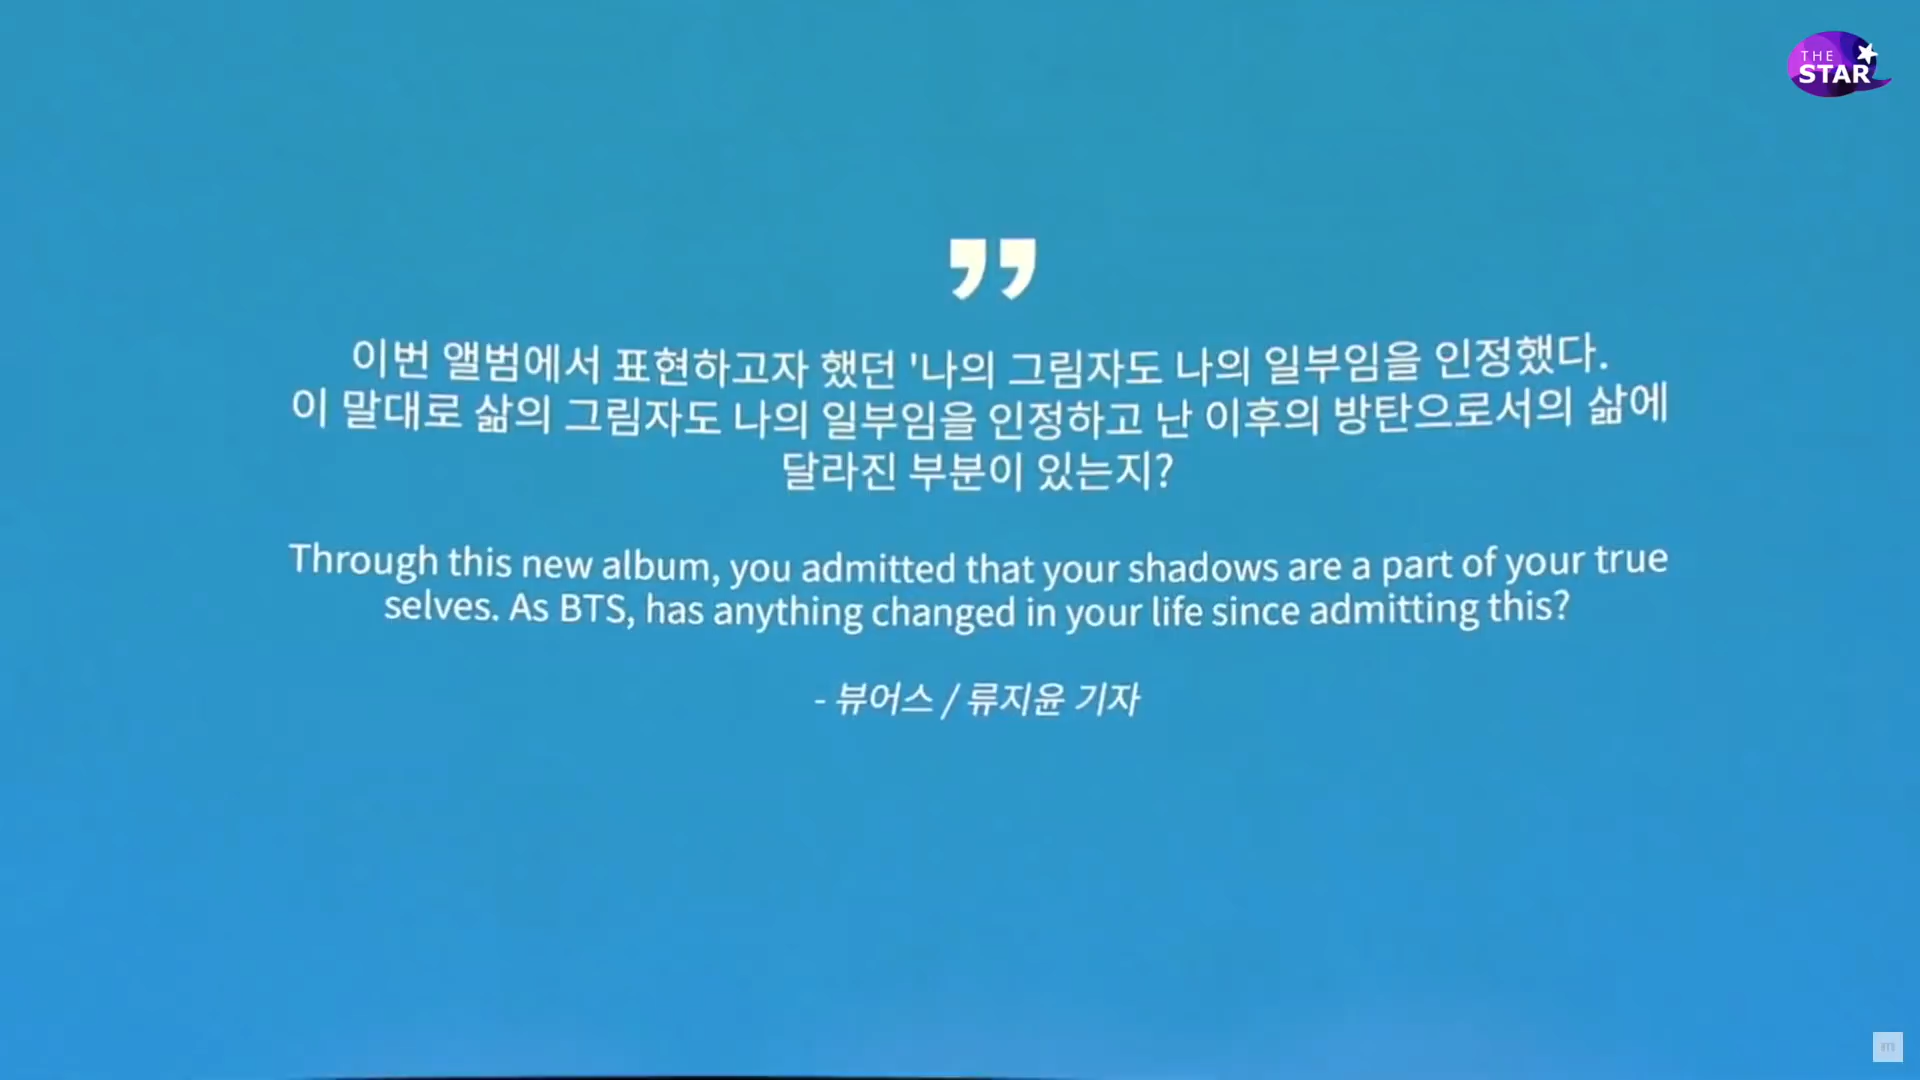 THE
STAR
”
이번 앨범에서 표현하고자 했던 '나의 그림자도 나의 일부임을 인정했다.
이 말대로 삶의 그림자도 나의 일부임을 인정하고 난 이후의 방탄으로서의 삶에
달라진 부분이 있는지?
Through this new album, you admitted that your shadows are a part of your true
selves. As BTS, has anything changed in your life since admitting this?
- 뷰어스 / 류지윤 기자
m